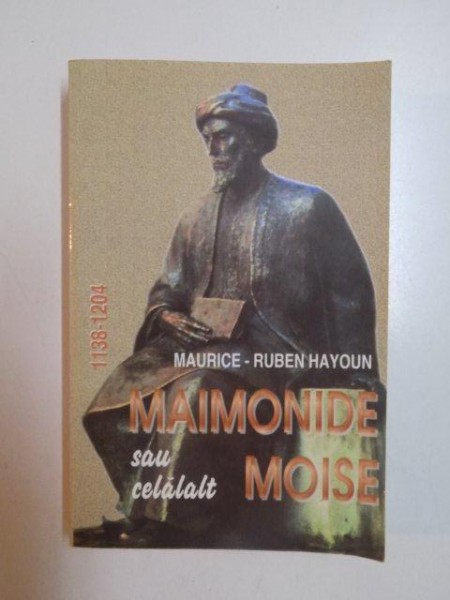 1138-1204
MAURICE - RUBEN HAYOUN
MAIMONIDE
sau
celălalt MOISE